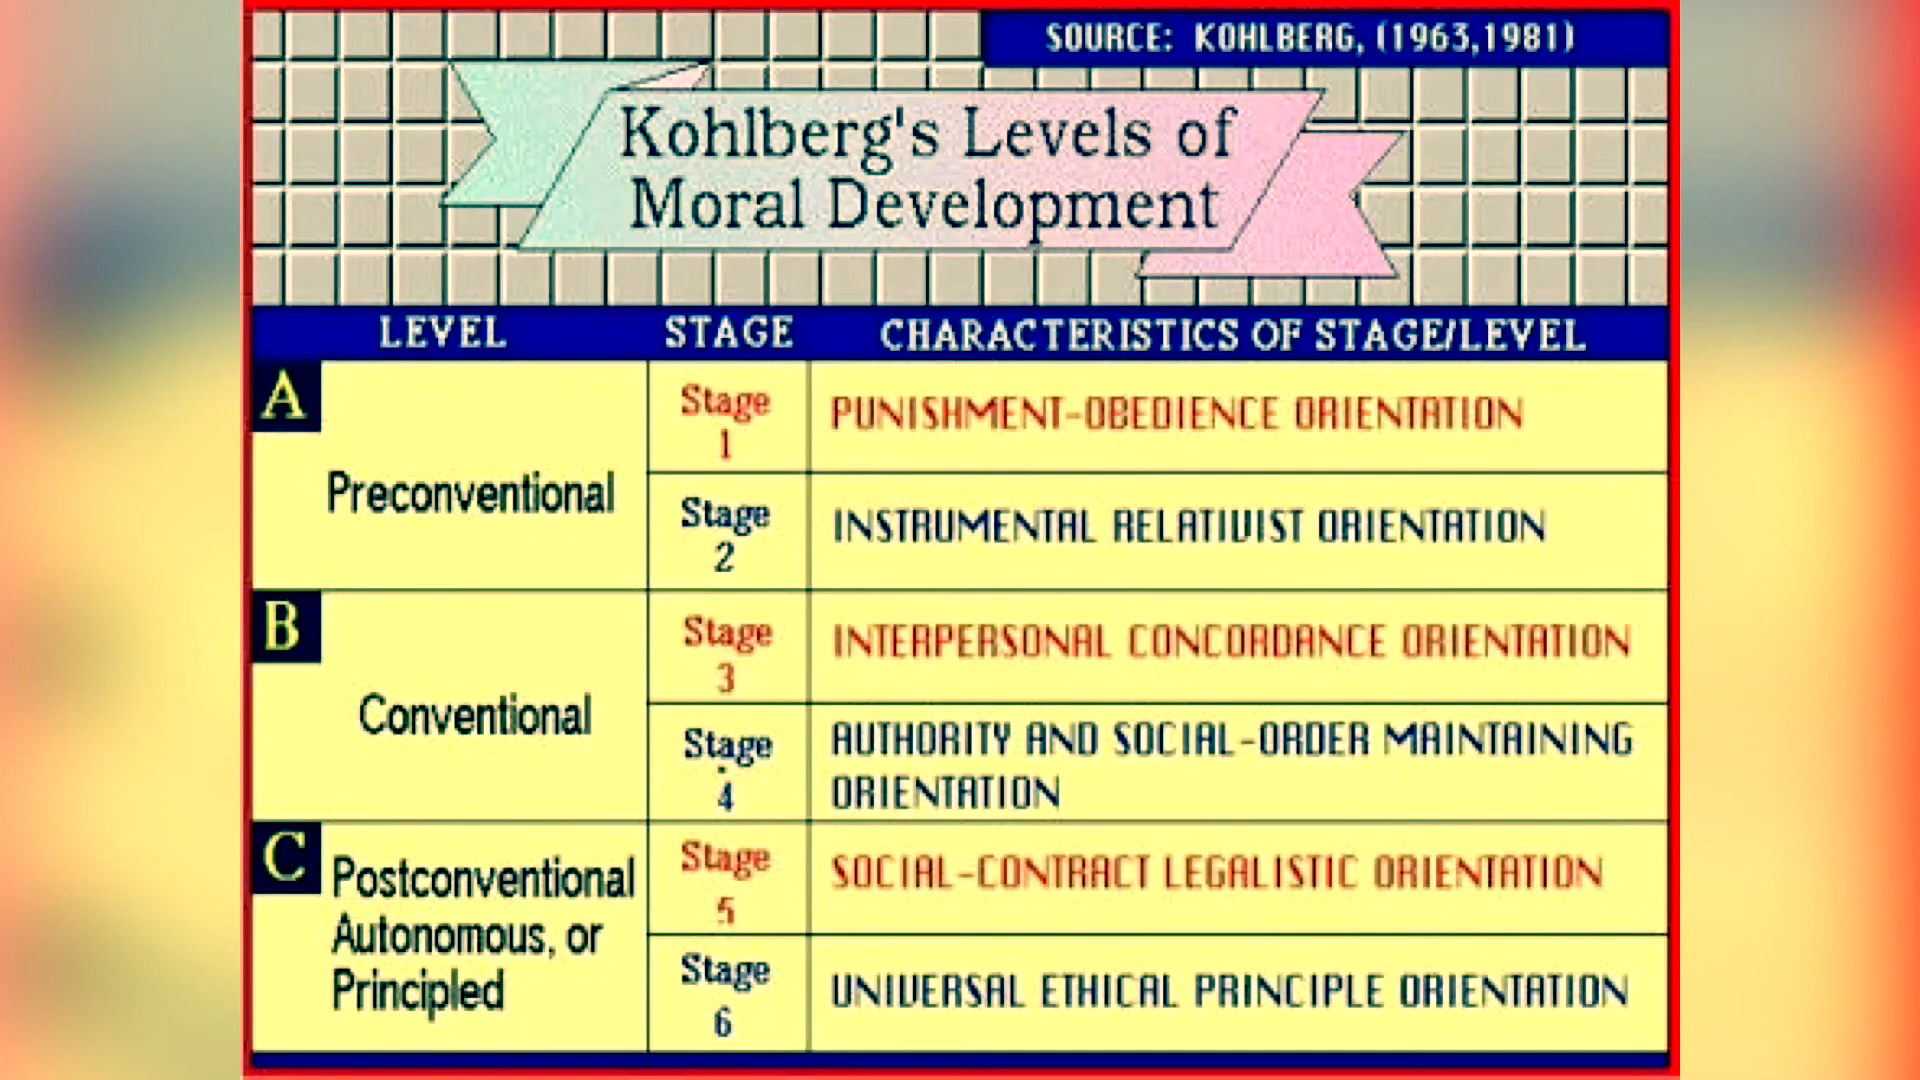 SOURCE: KOHLBERG, (1963,1981)
Kohlberg's Levels of
Moral Development
LEVEL STAGE CHARACTERISTICS OF STAGE/LEVEL
A
Preconventional
Stage
1
PUNISHMENT-OBEDIENCE ORIENTATION
Stage
2
INSTRUMENTAL RELATIVIST ORIENTATION
B
Conventional
Stage
3
INTERPERSONAL CONCORDANCE ORIENTATION
Stage
4
AUTHORITY AND SOCIAL-ORDER MAINTAINING
ORIENTATION
C
Postconventional
Autonomous, or
Principled
Stage
5
SOCIAL-CONTRACT LEGALISTIC ORIENTATION
Stage
6
UNIVERSAL ETHICAL PRINCIPLE ORIENTATION